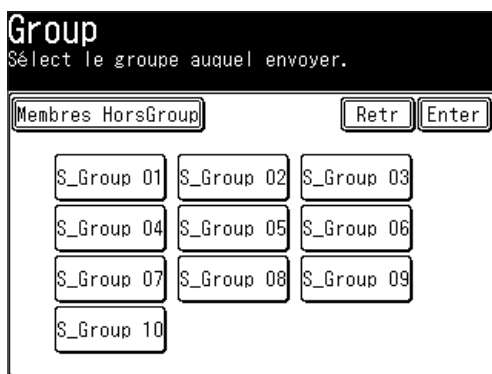 Group
Sélect le groupe auquel envoyer.
Membres HorsGroup Retr Enter
S_Group 01 S_Group 02 S_Group 03
S_Group 04 S_Group 05 S_Group 06
S_Group 07 S_Group 08 S_Group 09
S_Group 10